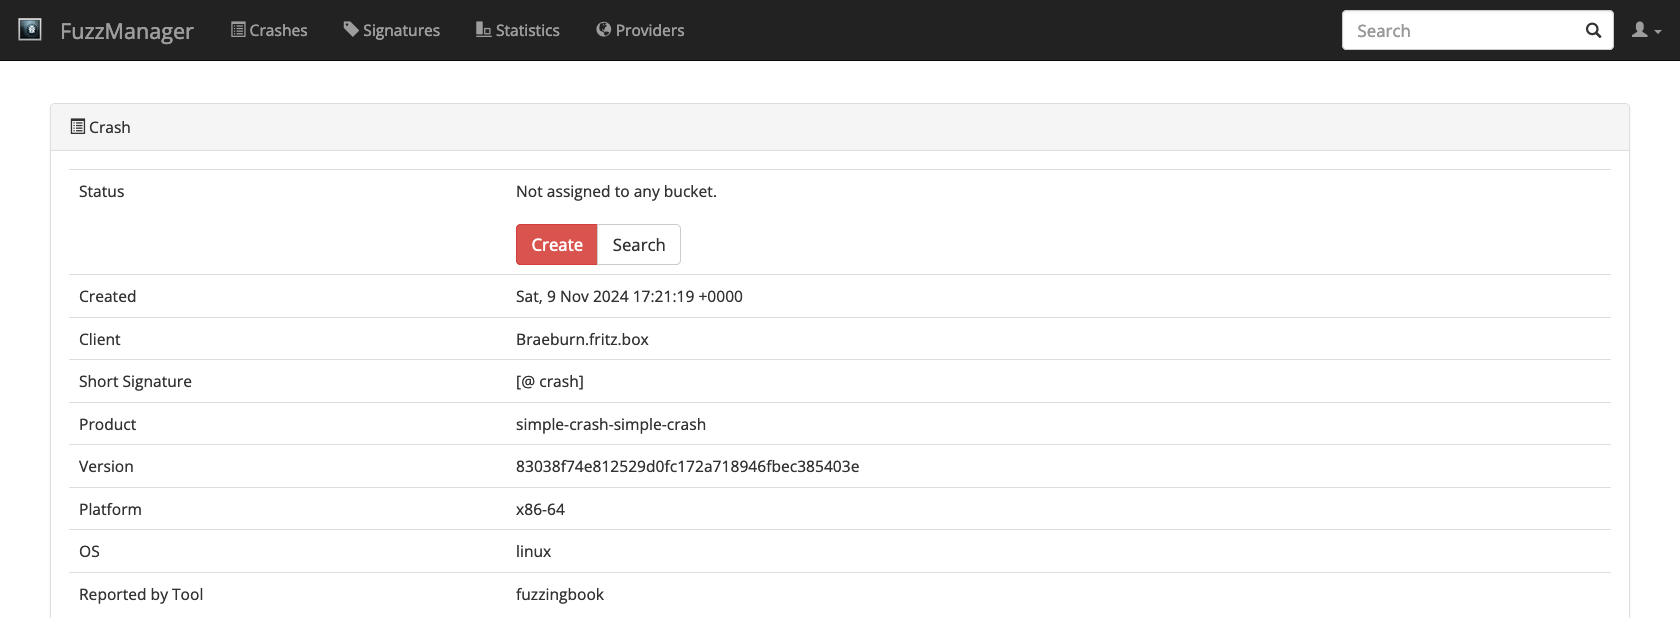 FuzzManager Crashes Signatures Statistics Providers Search
Crash
Status Not assigned to any bucket.
Create Search
Created Sat, 9 Nov 2024 17:21:19 +0000
Client Braeburn.fritz.box
Short Signature [@ crash]
Product simple-crash-simple-crash
Version 83038f74e812529d0fc172a718946fbec385403e
Platform x86-64
OS linux
Reported by Tool fuzzingbook